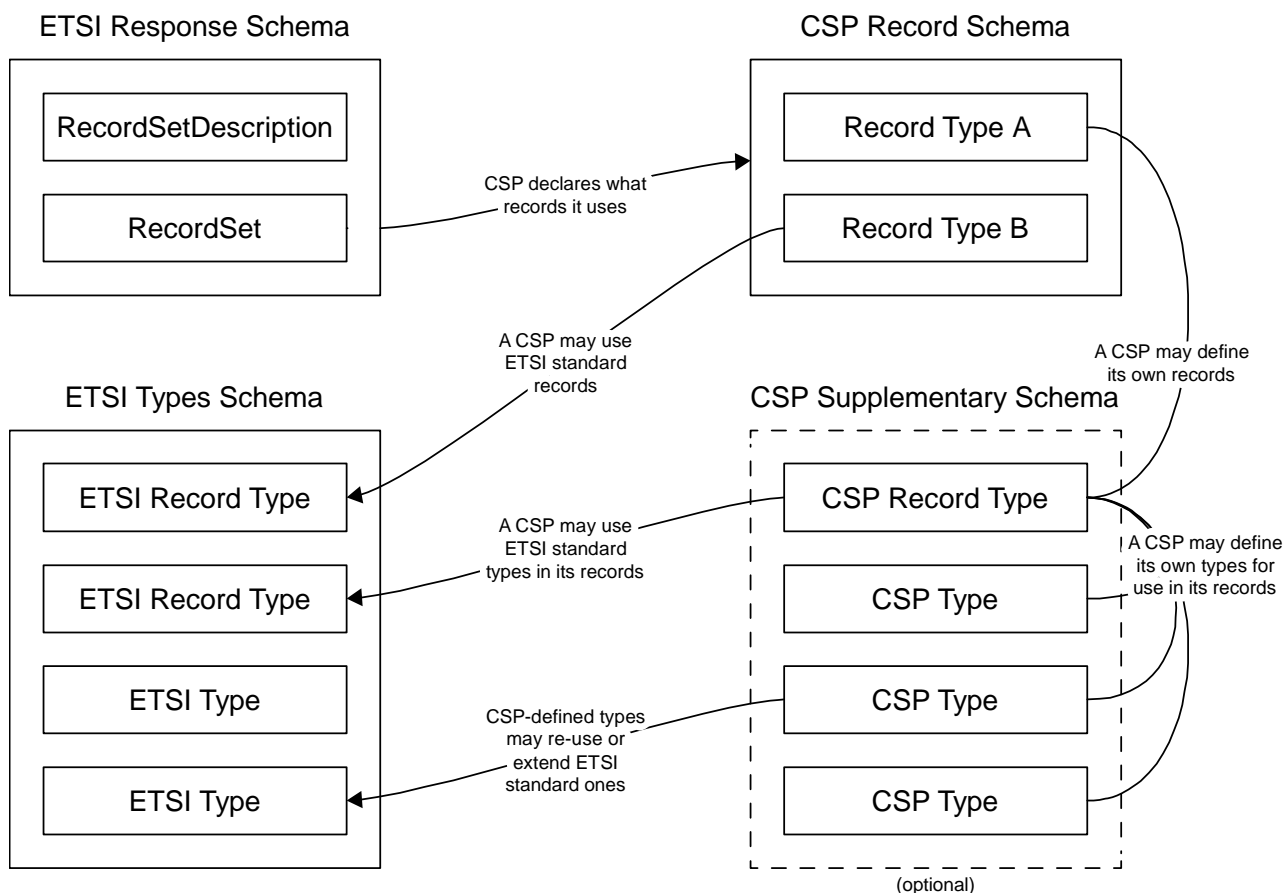 ETSI Response Schema
RecordSetDescription
RecordSet
CSP declares what
records it uses
CSP Record Schema
Record Type A
Record Type B
A CSP may use
ETSI standard
records
A CSP may define
its own records
ETSI Types Schema
ETSI Record Type
ETSI Record Type
ETSI Type
ETSI Type
A CSP may use
ETSI standard
types in its records
CSP-defined types
may re-use or
extend ETSI
standard ones
CSP Supplementary Schema
CSP Record Type
CSP Type
CSP Type
CSP Type
A CSP may define
its own types for
use in its records
(optional)